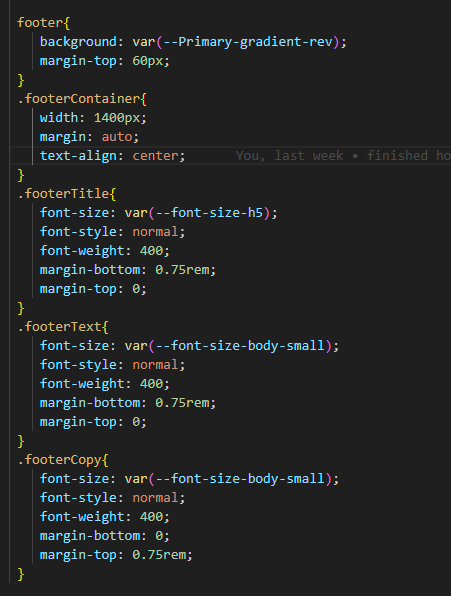 footer{
background: var(--Primary-gradient-rev);
margin-top: 60px;
}
.footerContainer{
width: 1400px;
margin: auto;
text-align: center; You, last week • finished ho
}
.footerTitle{
font-size: var(--font-size-h5);
font-style: normal;
font-weight: 400;
margin-bottom: 0.75rem;
margin-top: 0;
}
.footerText{
font-size: var(--font-size-body-small);
font-style: normal;
font-weight: 400;
margin-bottom: 0.75rem;
margin-top: 0;
}
.footerCopy{
font-size: var(--font-size-body-small);
font-style: normal;
font-weight: 400;
margin-bottom: 0;
margin-top: 0.75rem;
}